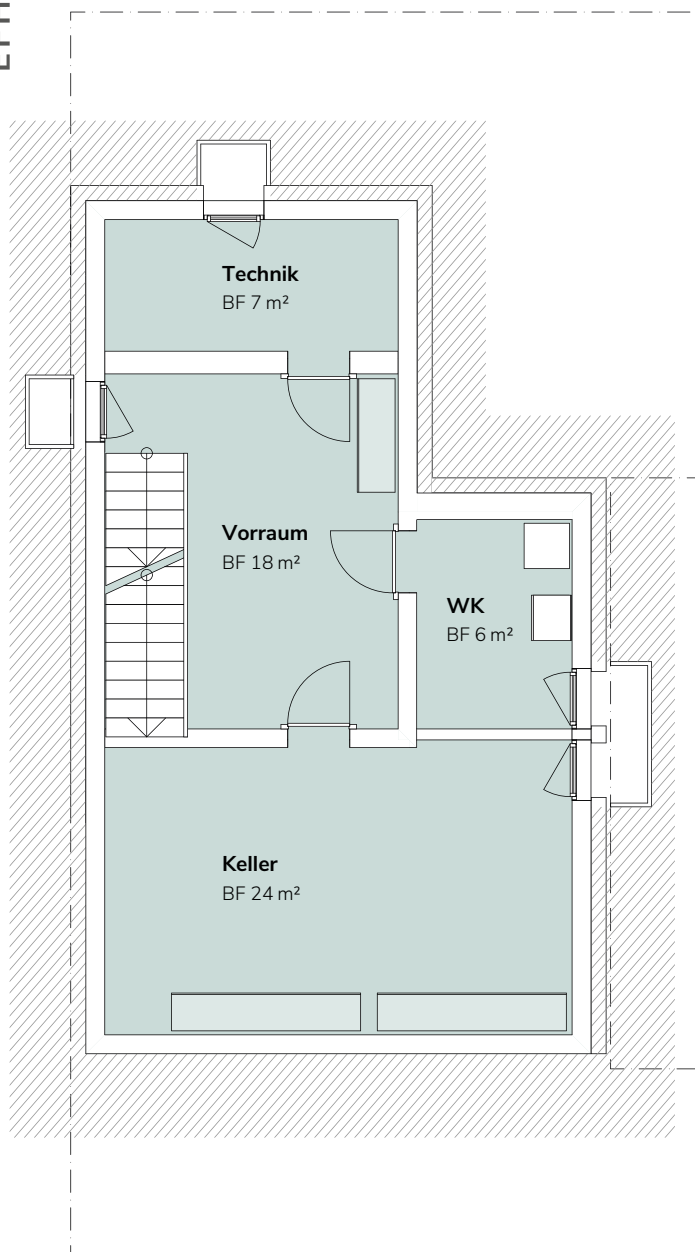 Technik
BF 7 m²
Vorraum
BF 18 m²
WK
BF 6 m²
Keller
BF 24 m²